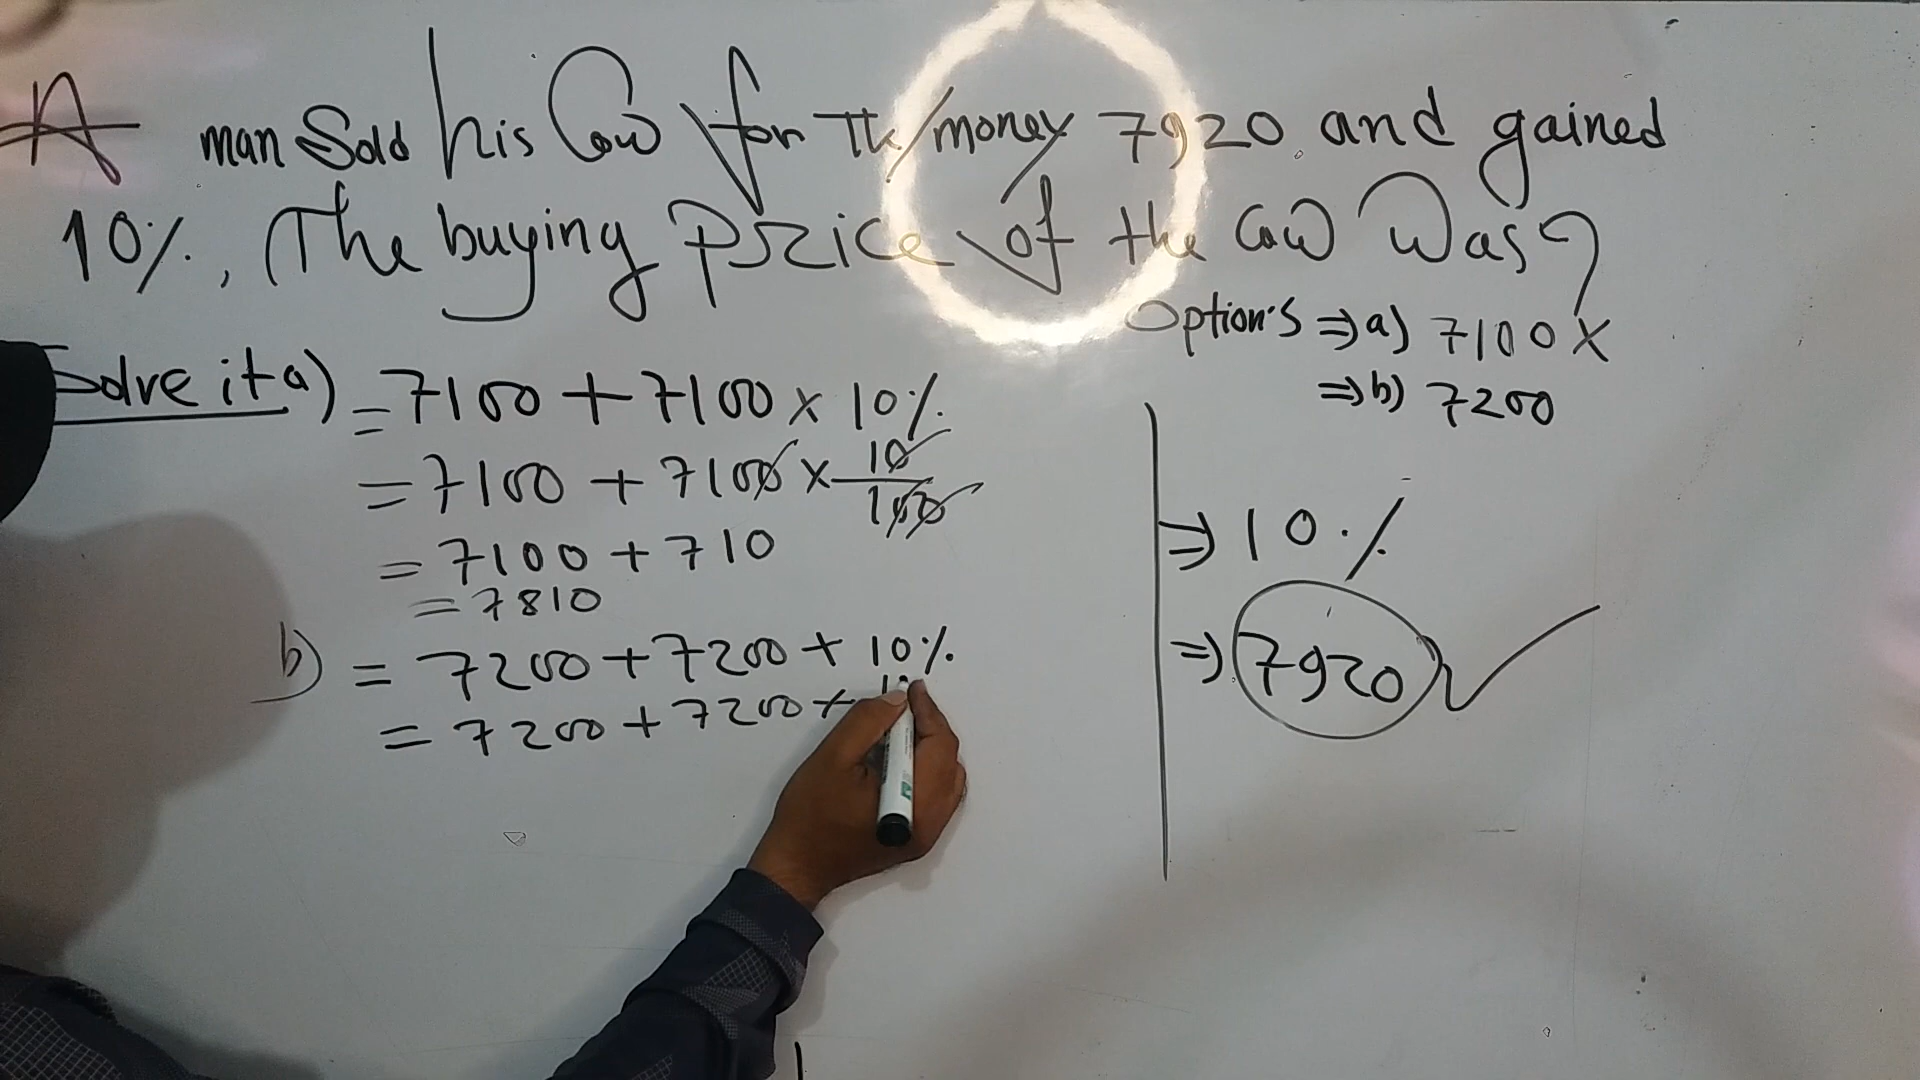 A man Sold his Cow for Tk/money 7920 and gained
10%, The buying price of the Cow Was?
Option's ⇒ a) 7100 X
⇒ b) 7200
Solve it a) = 7100 + 7100 × 10%
= 7100 + 7100 × 10/100
= 7100 + 710
= 7810
b) = 7200 + 7200 + 10%
= 7200 + 7200 ×
⇒ 10%
⇒ 7920 ✓